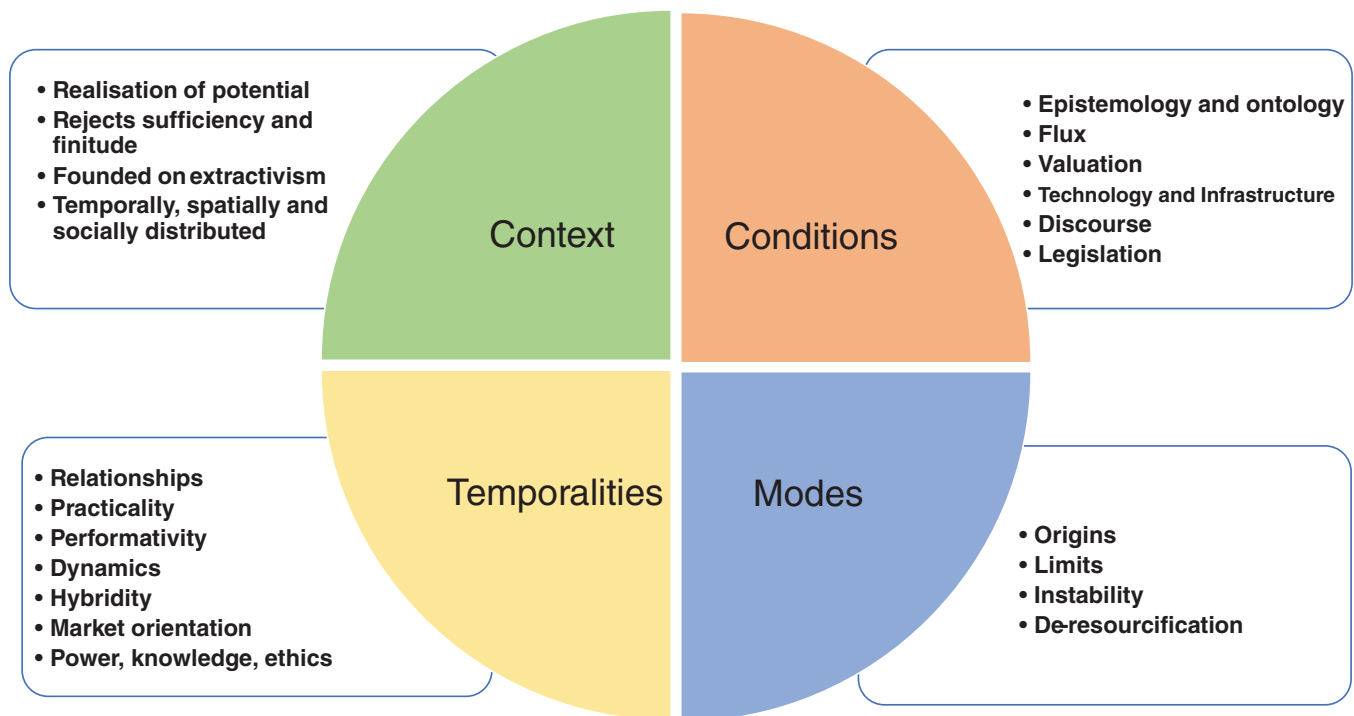 • Realisation of potential
• Rejects sufficiency and
finitude
• Founded on extractivism
• Temporally, spatially and
socially distributed
Context
Conditions
• Epistemology and ontology
• Flux
• Valuation
• Technology and Infrastructure
• Discourse
• Legislation
• Relationships
• Practicality
• Performativity
• Dynamics
• Hybridity
• Market orientation
• Power, knowledge, ethics
Temporalities
Modes
• Origins
• Limits
• Instability
• De-resourcification